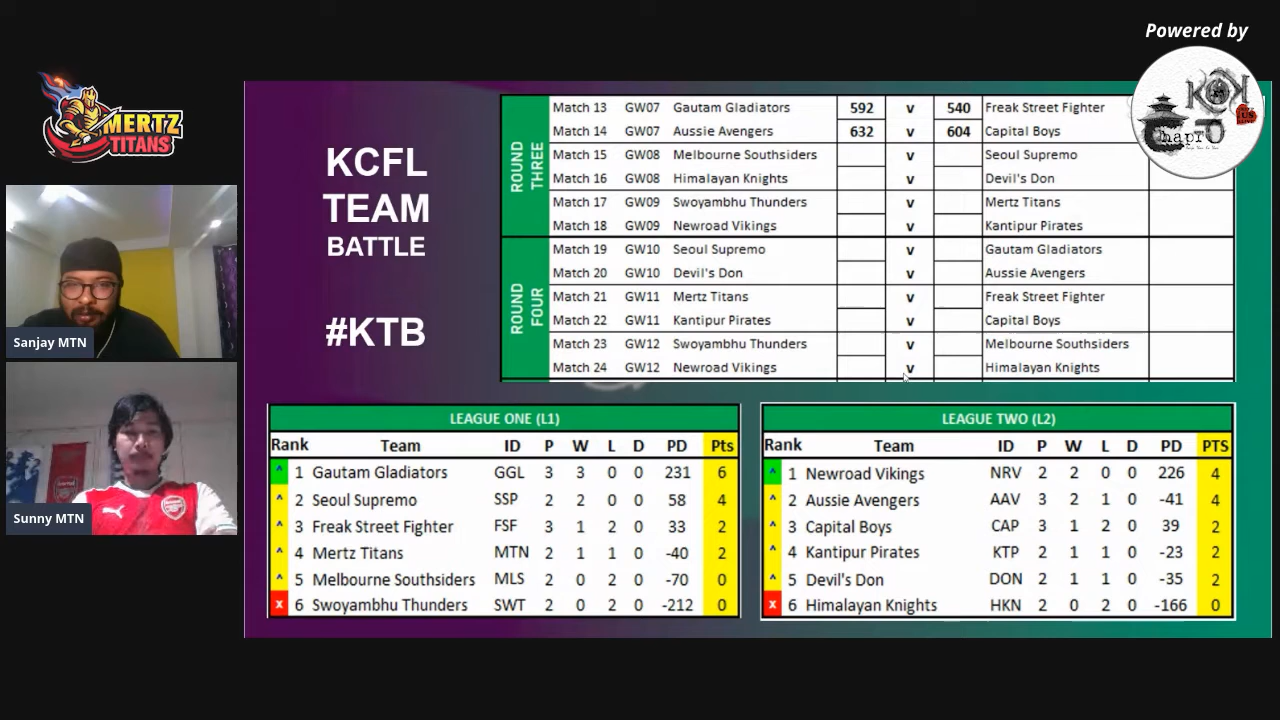 Powered by
MERTZ
TITANS
KCFL
TEAM
BATTLE
#KTB
ROUND THREE
Match 13 GW07 Gautam Gladiators 592 v 540 Freak Street Fighter
Match 14 GW07 Aussie Avengers 632 v 604 Capital Boys
Match 15 GW08 Melbourne Southsiders v Seoul Supremo
Match 16 GW08 Himalayan Knights v Devil's Don
Match 17 GW09 Swoyambhu Thunders v Mertz Titans
Match 18 GW09 Newroad Vikings v Kantipur Pirates
ROUND FOUR
Match 19 GW10 Seoul Supremo v Gautam Gladiators
Match 20 GW10 Devil's Don v Aussie Avengers
Match 21 GW11 Mertz Titans v Freak Street Fighter
Match 22 GW11 Kantipur Pirates v Capital Boys
Match 23 GW12 Swoyambhu Thunders v Melbourne Southsiders
Match 24 GW12 Newroad Vikings v Himalayan Knights
Sanjay MTN
Sunny MTN
LEAGUE ONE (L1)
Rank Team ID P W L D PD Pts
^ 1 Gautam Gladiators GGL 3 3 0 0 231 6
^ 2 Seoul Supremo SSP 2 2 0 0 58 4
^ 3 Freak Street Fighter FSF 3 1 2 0 33 2
^ 4 Mertz Titans MTN 2 1 1 0 -40 2
^ 5 Melbourne Southsiders MLS 2 0 2 0 -70 0
x 6 Swoyambhu Thunders SWT 2 0 2 0 -212 0
LEAGUE TWO (L2)
Rank Team ID P W L D PD PTS
^ 1 Newroad Vikings NRV 2 2 0 0 226 4
^ 2 Aussie Avengers AAV 3 2 1 0 -41 4
^ 3 Capital Boys CAP 3 1 2 0 39 2
^ 4 Kantipur Pirates KTP 2 1 1 0 -23 2
^ 5 Devil's Don DON 2 1 1 0 -35 2
x 6 Himalayan Knights HKN 2 0 2 0 -166 0